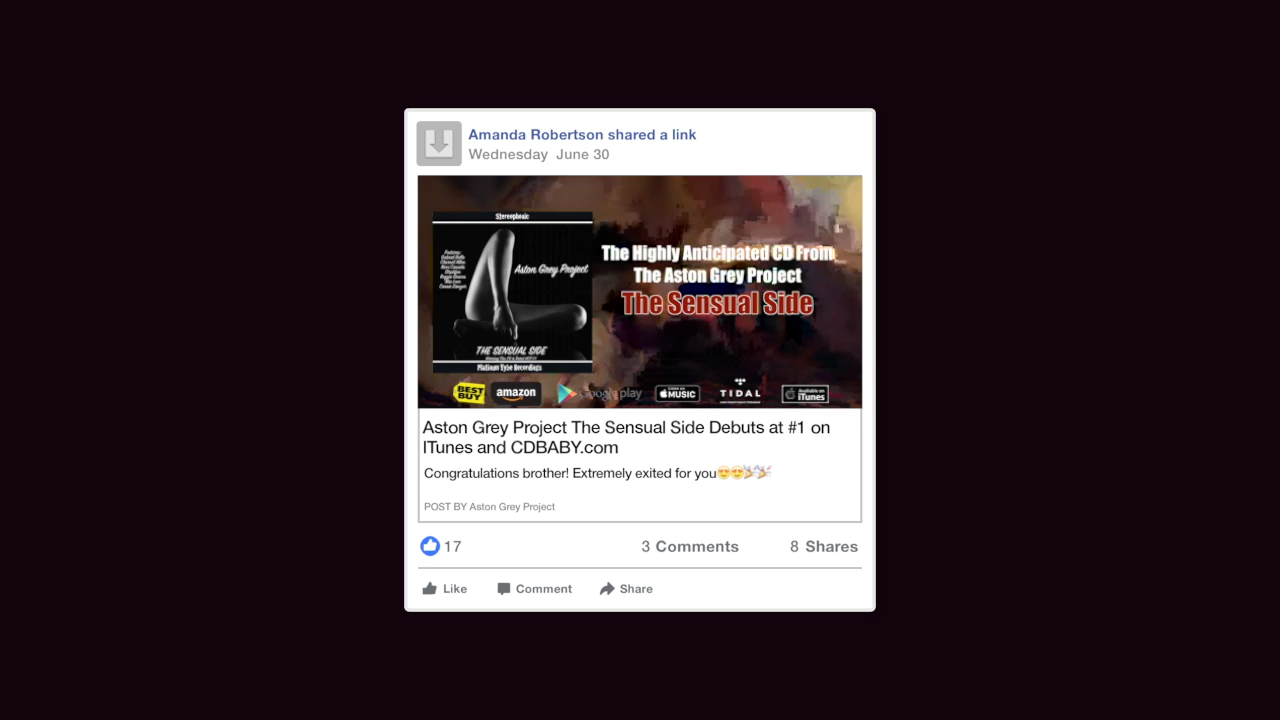 Amanda Robertson shared a link
Wednesday June 30
Stereophonic
Aston Grey Project
THE SENSUAL SIDE
Platinum Vybe Recordings
The Highly Anticipated CD From
The Aston Grey Project
The Sensual Side
BEST BUY
amazon
Google play
MUSIC
TIDAL
Available on
iTunes
Aston Grey Project The Sensual Side Debuts at #1 on
ITunes and CDBABY.com
Congratulations brother! Extremely exited for you😍😍🎉🎉
POST BY Aston Grey Project
17
3 Comments
8 Shares
Like
Comment
Share